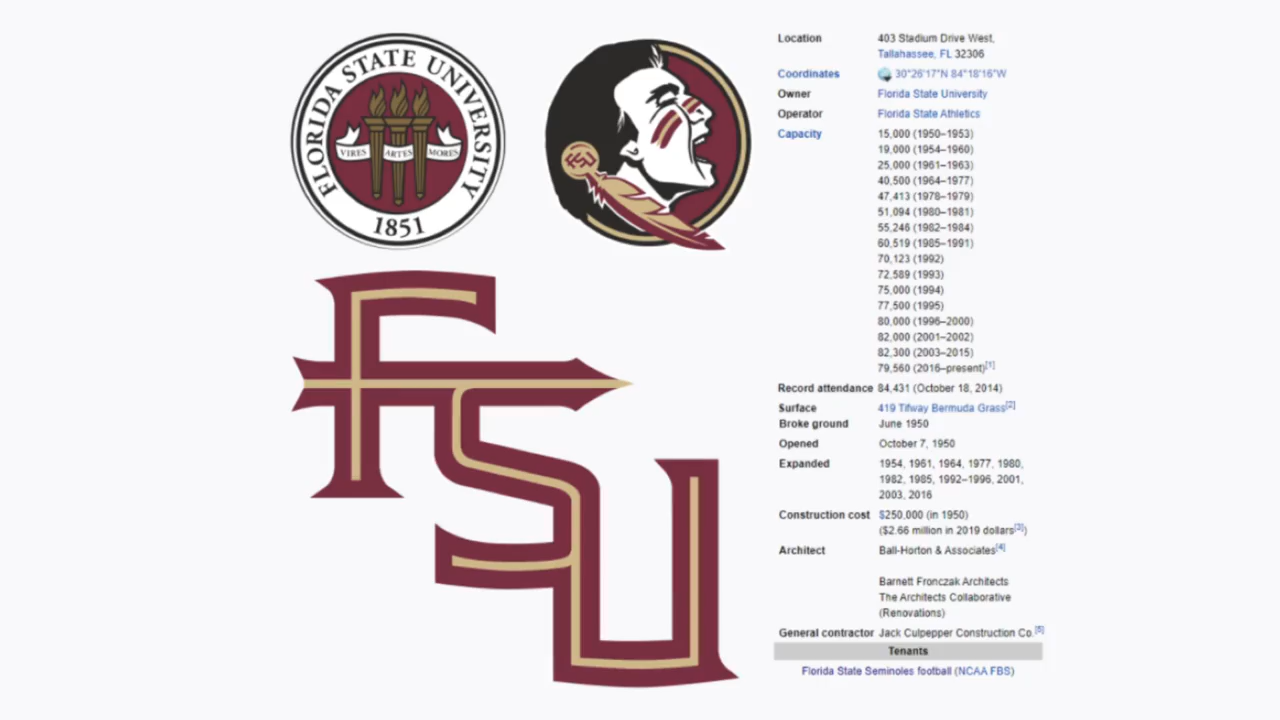 FLORIDA STATE UNIVERSITY
VIRES ARTES MORES
1851
FSU
FSU
Location 403 Stadium Drive West,
Tallahassee, FL 32306
Coordinates 30°26'17"N 84°18'16"W
Owner Florida State University
Operator Florida State Athletics
Capacity 15,000 (1950–1953)
19,000 (1954–1960)
25,000 (1961–1963)
40,500 (1964–1977)
47,413 (1978–1979)
51,094 (1980–1981)
55,246 (1982–1984)
60,519 (1985–1991)
70,123 (1992)
72,589 (1993)
75,000 (1994)
77,500 (1995)
80,000 (1996–2000)
82,000 (2001–2002)
82,300 (2003–2015)
79,560 (2016–present)[1]
Record attendance 84,431 (October 18, 2014)
Surface 419 Tifway Bermuda Grass[2]
Broke ground June 1950
Opened October 7, 1950
Expanded 1954, 1961, 1964, 1977, 1980,
1982, 1985, 1992–1996, 2001,
2003, 2016
Construction cost $250,000 (in 1950)
($2.66 million in 2019 dollars[3])
Architect Ball-Horton & Associates[4]
Barnett Fronczak Architects
The Architects Collaborative
(Renovations)
General contractor Jack Culpepper Construction Co.[5]
Tenants
Florida State Seminoles football (NCAA FBS)